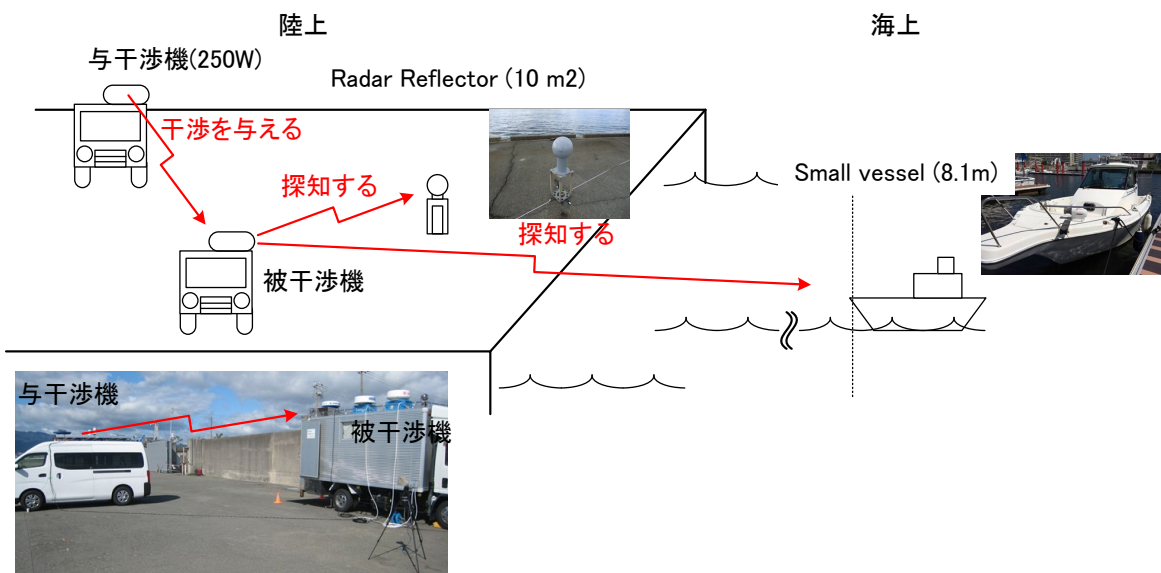 陸上
海上
与干渉機(250W)
Radar Reflector (10 m2)
干渉を与える
探知する
Small vessel (8.1m)
探知する
被干渉機
与干渉機
被干渉機